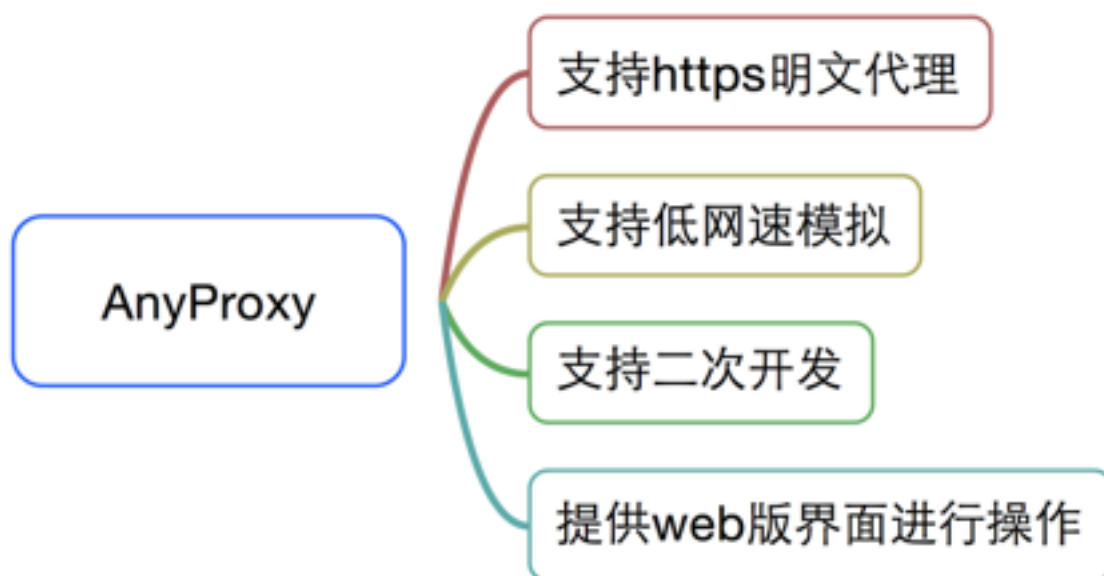 支持https明文代理
支持低网速模拟
AnyProxy
支持二次开发
提供web版界面进行操作